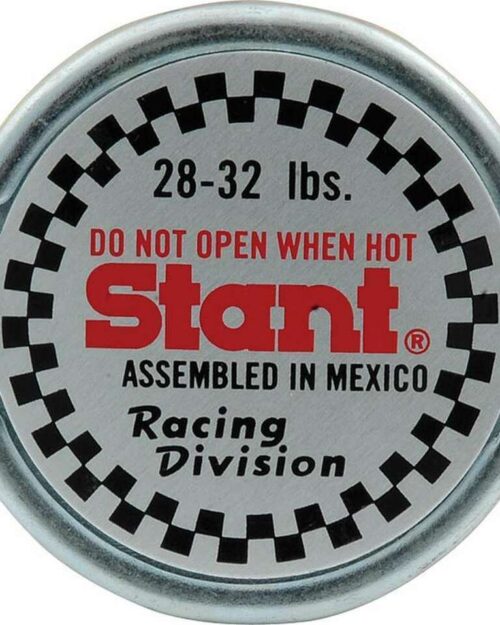 28-32 lbs.
DO NOT OPEN WHEN HOT
Stant®
ASSEMBLED IN MEXICO
Racing
Division